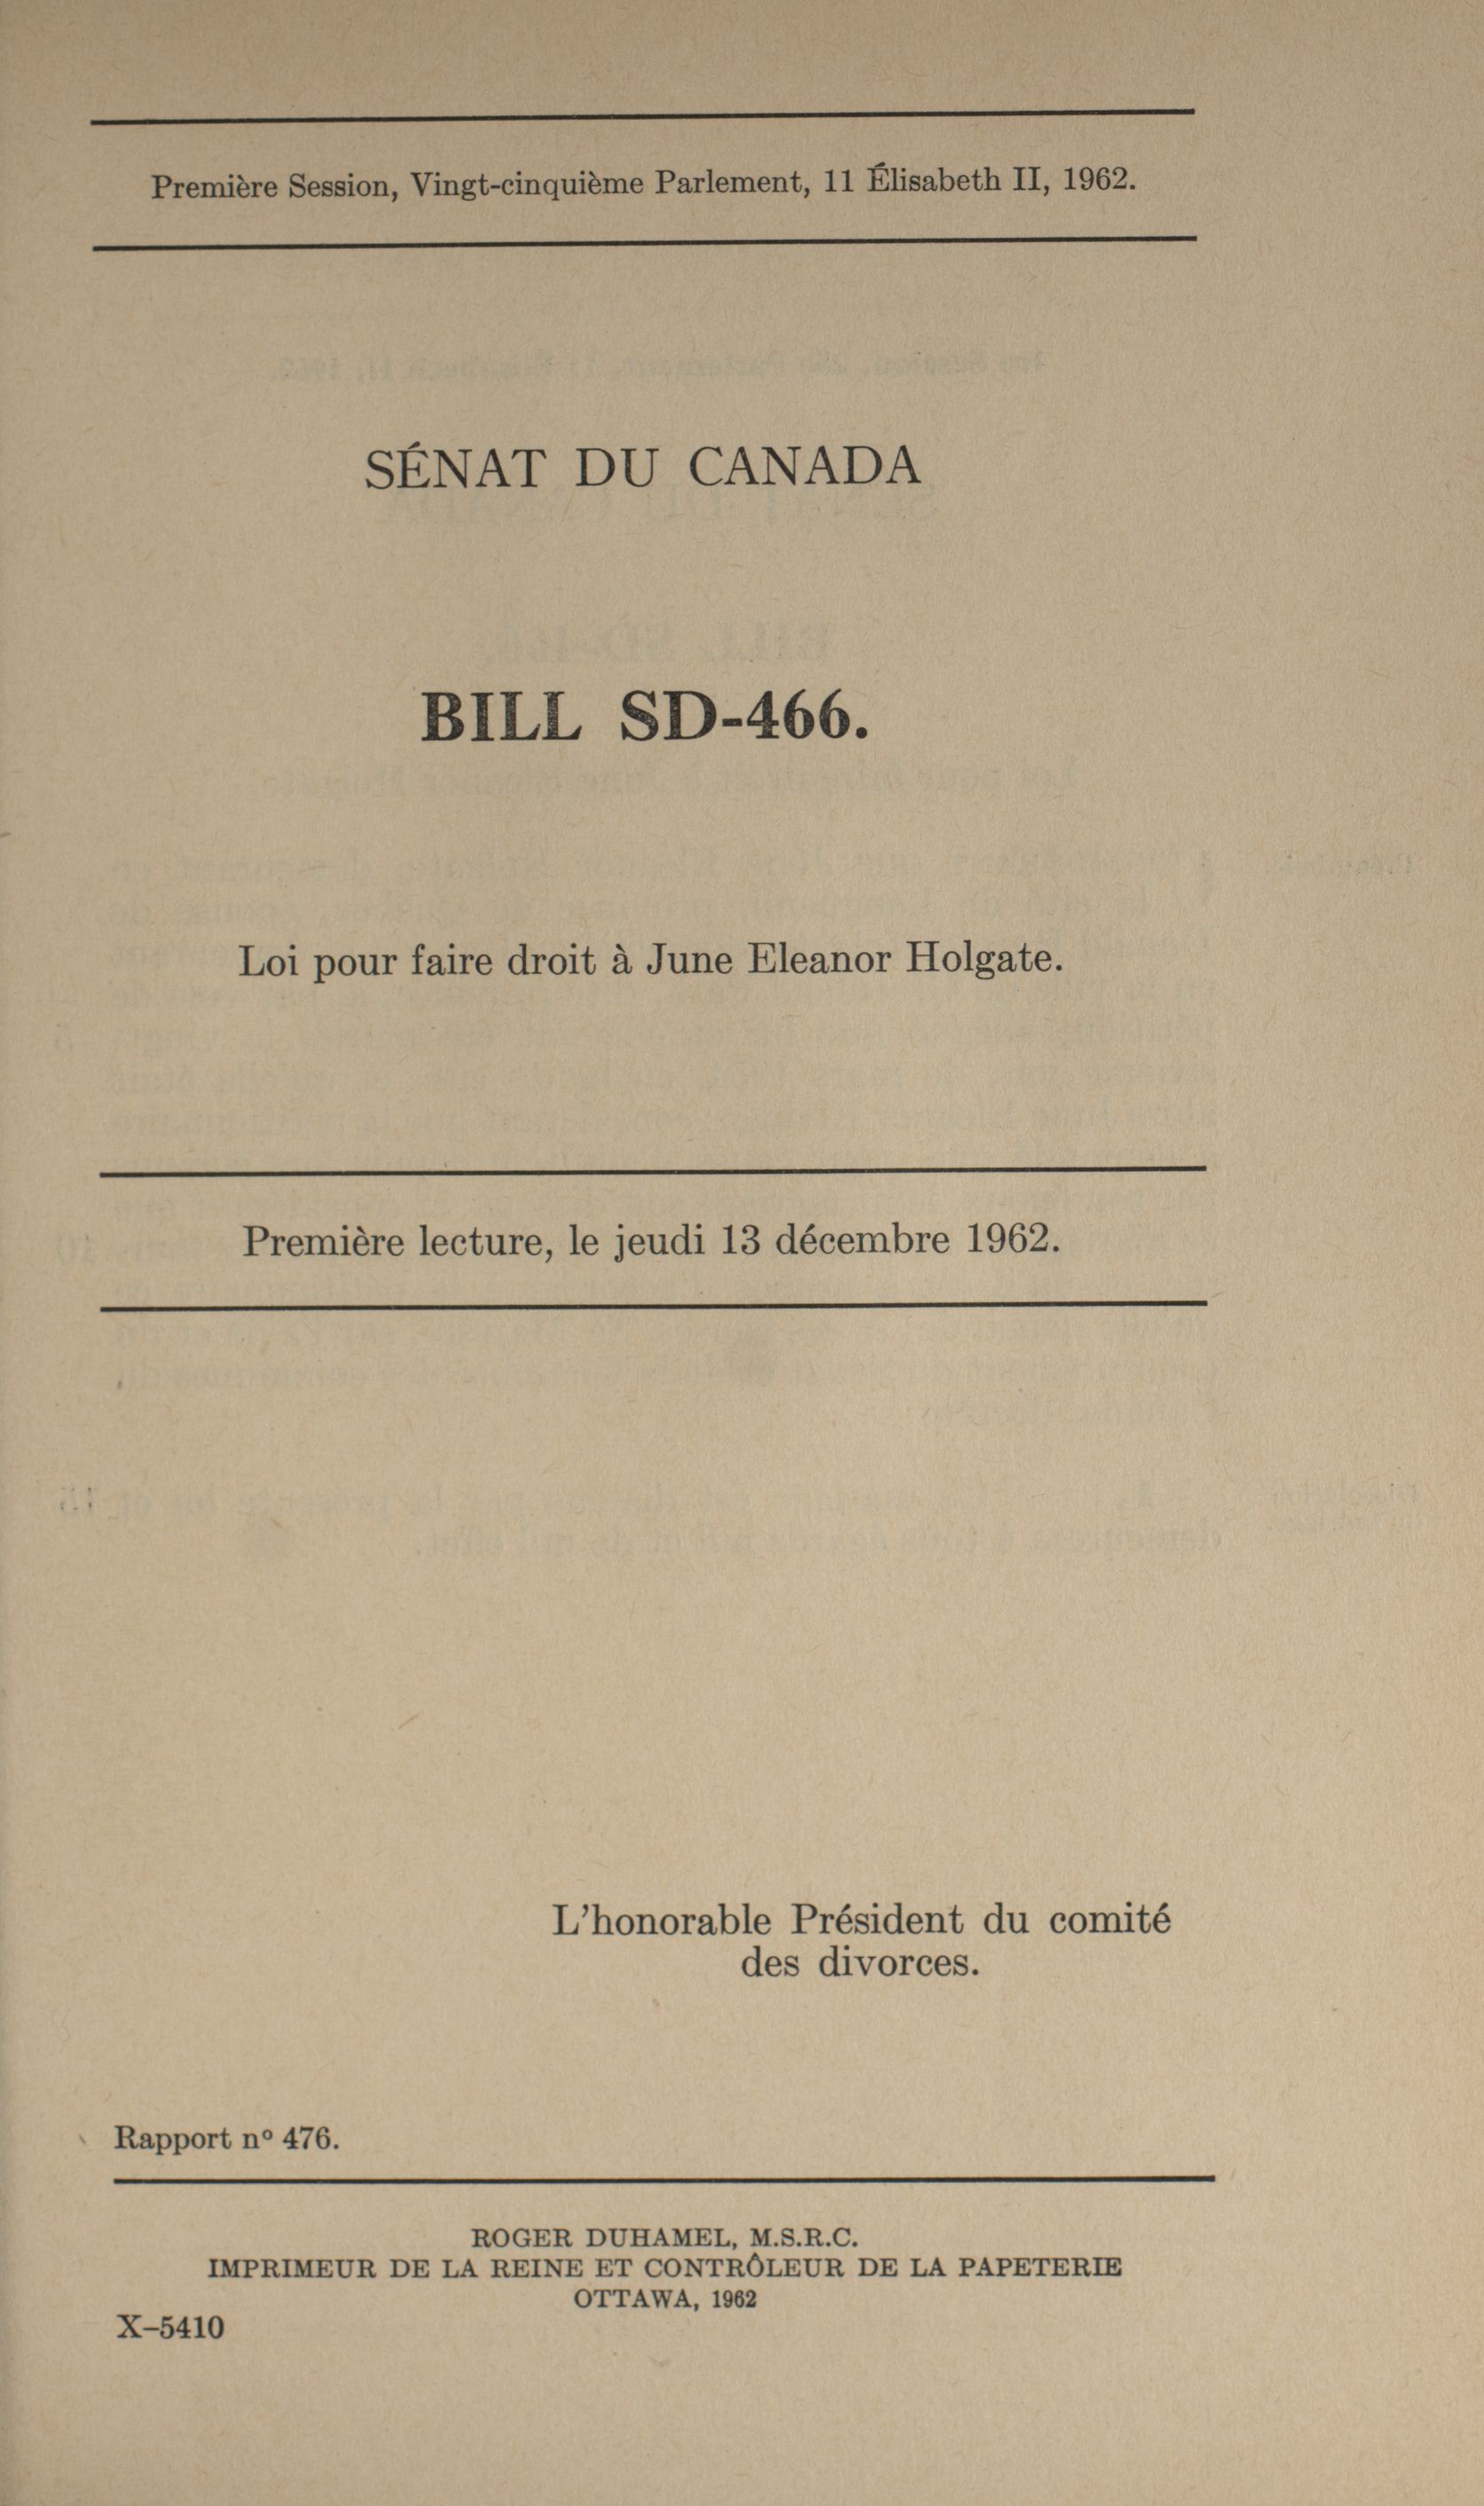 Première Session, Vingt-cinquième Parlement, 11 Élisabeth II, 1962.
SÉNAT DU CANADA
BILL SD-466.
Loi pour faire droit à June Eleanor Holgate.
Première lecture, le jeudi 13 décembre 1962.
L'honorable Président du comité
des divorces.
Rapport nº 476.
ROGER DUHAMEL, M.S.R.C.
IMPRIMEUR DE LA REINE ET CONTRÔLEUR DE LA PAPETERIE
OTTAWA, 1962
X–5410